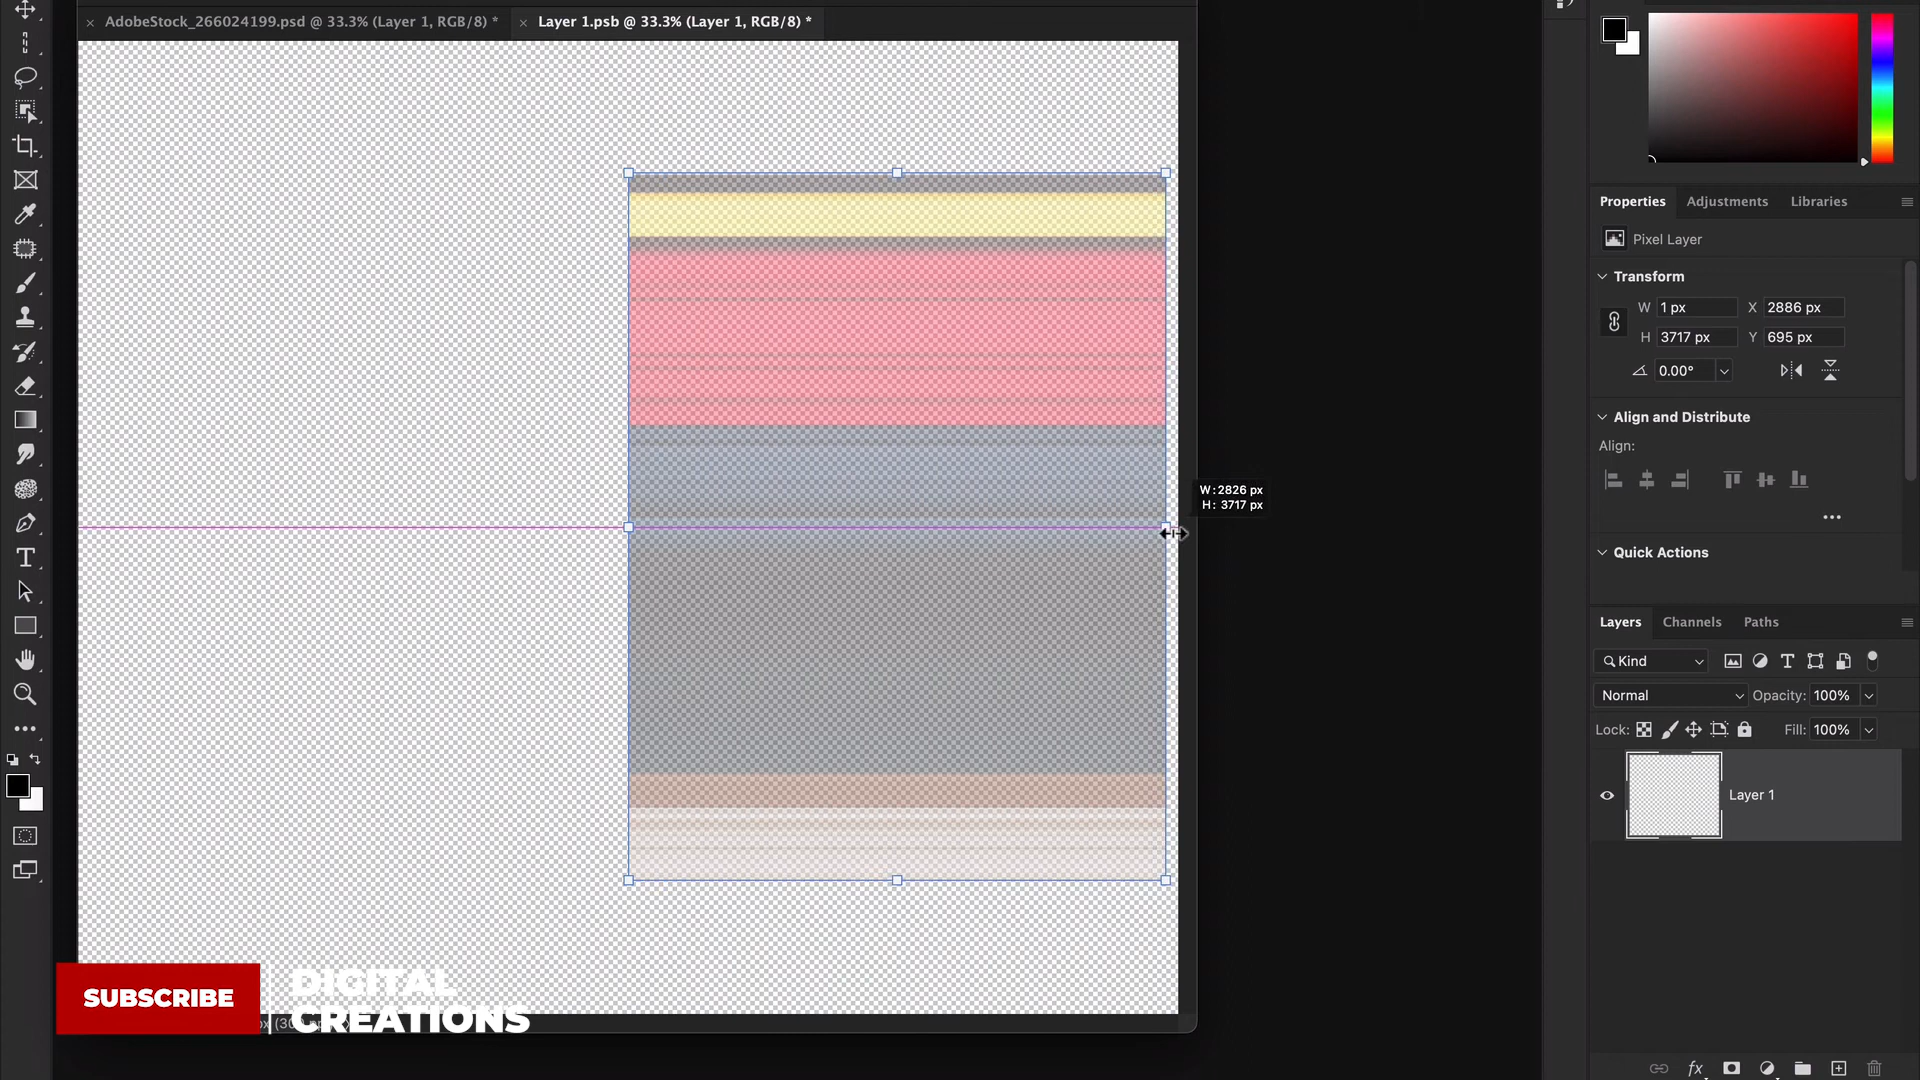 AdobeStock_266024199.psd @ 33.3% (Layer 1, RGB/8) *
Layer 1.psb @ 33.3% (Layer 1, RGB/8) *
Properties Adjustments Libraries
Pixel Layer
Transform
W 1 px X 2886 px
H 3717 px Y 695 px
0.00°
Align and Distribute
Align:
W: 2826 px
H: 3717 px
Quick Actions
Layers Channels Paths
Kind
Normal Opacity: 100%
Lock: Fill: 100%
Layer 1
SUBSCRIBE
DIGITAL
CREATIONS